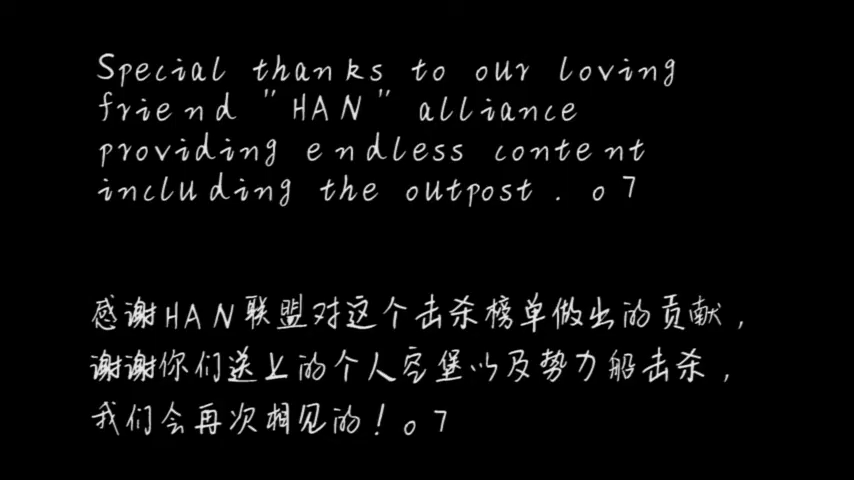 Special thanks to our loving
friend "HAN" alliance
providing endless content
including the outpost. o7
感谢HAN联盟对这个击杀榜单做出的贡献，
谢谢你们送上的个人空堡以及势力船击杀，
我们会再次相见的！o7